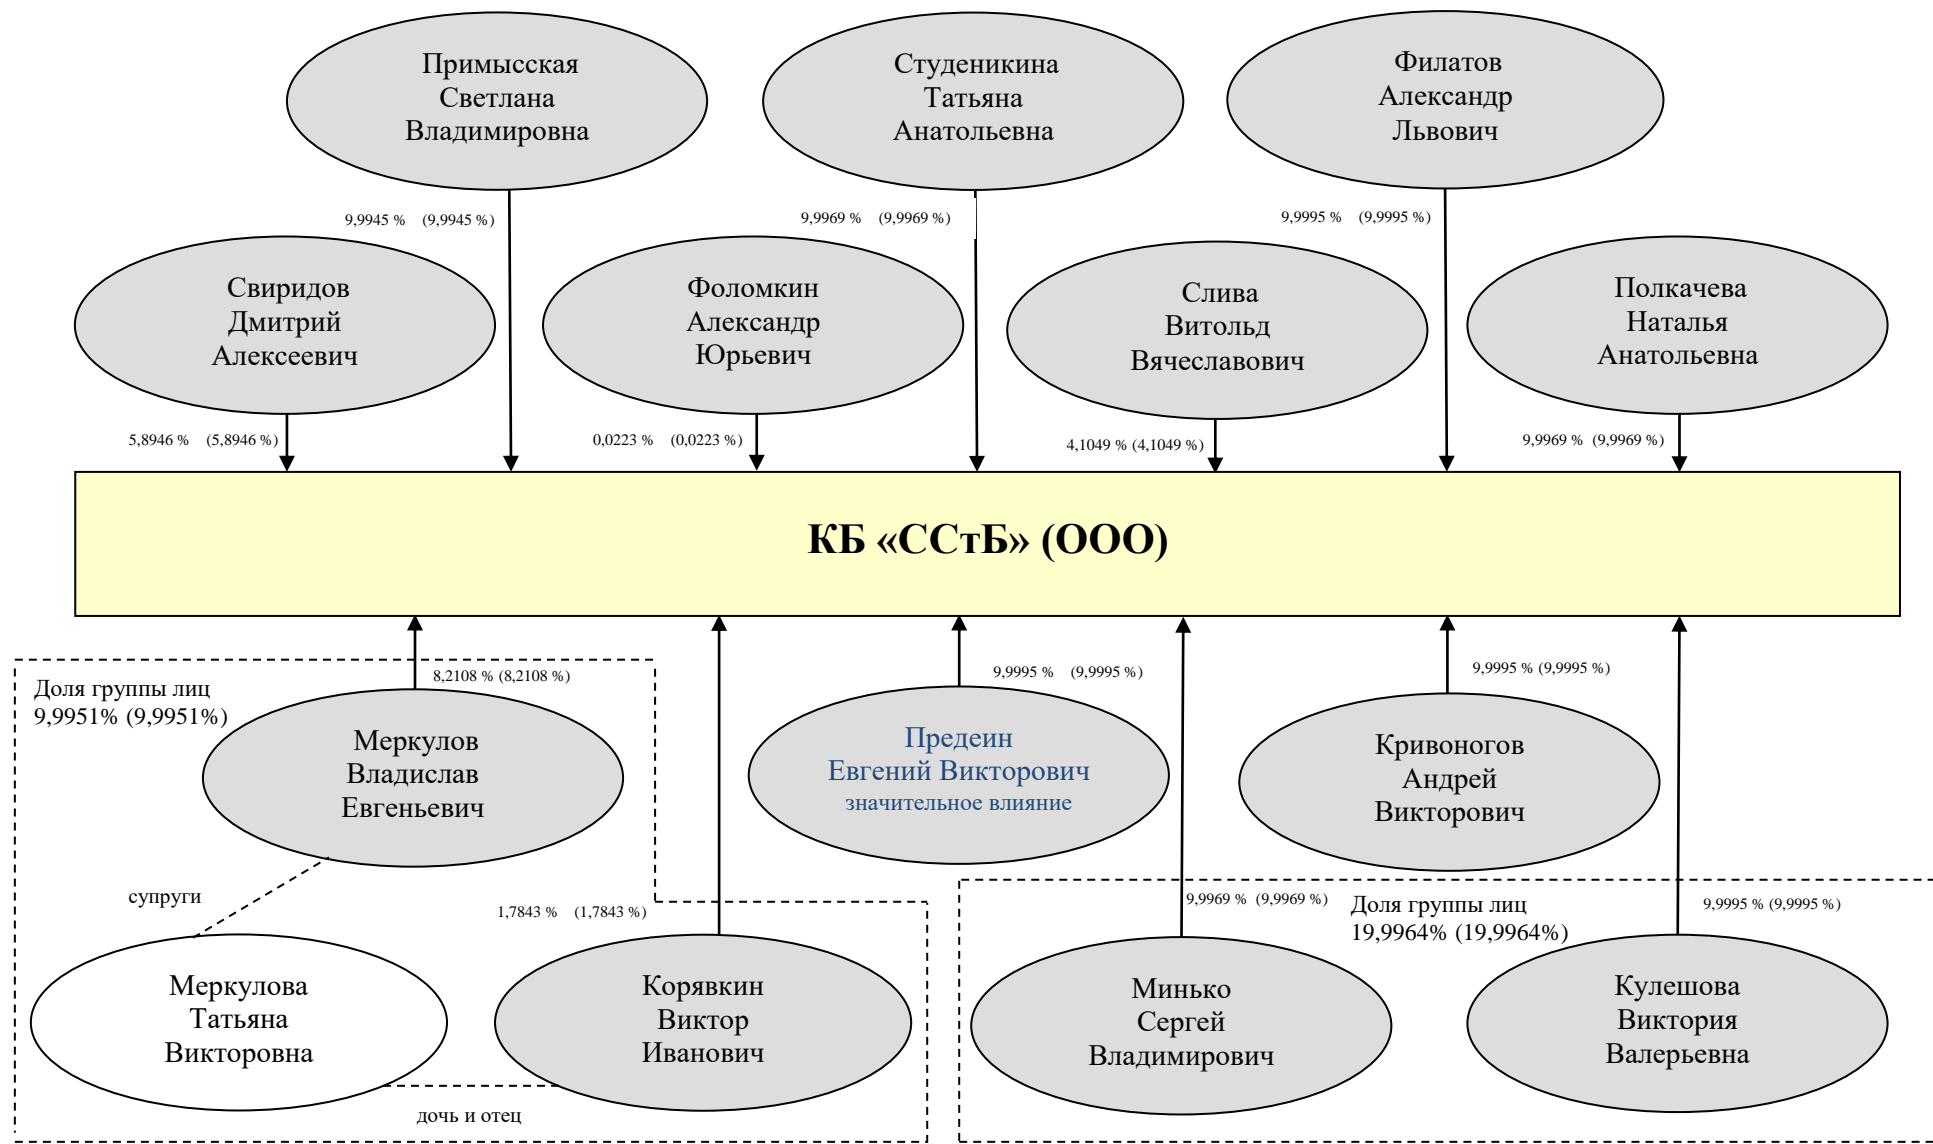 Примысская
Светлана
Владимировна
Студеникина
Татьяна
Анатольевна
Филатов
Александр
Львович
9,9945 % (9,9945 %)
9,9969 % (9,9969 %)
9,9995 % (9,9995 %)
Свиридов
Дмитрий
Алексеевич
Фоломкин
Александр
Юрьевич
Слива
Витольд
Вячеславович
Полкачева
Наталья
Анатольевна
5,8946 % (5,8946 %)
0,0223 % (0,0223 %)
4,1049 % (4,1049 %)
9,9969 % (9,9969 %)
КБ «ССтБ» (ООО)
Доля группы лиц
9,9951% (9,9951%)
8,2108 % (8,2108 %)
Меркулов
Владислав
Евгеньевич
9,9995 % (9,9995 %)
Предеин
Евгений Викторович
значительное влияние
9,9995 % (9,9995 %)
Кривоногов
Андрей
Викторович
супруги
1,7843 % (1,7843 %)
9,9969 % (9,9969 %)
Доля группы лиц
19,9964% (19,9964%)
9,9995 % (9,9995 %)
Меркулова
Татьяна
Викторовна
Корявкин
Виктор
Иванович
Минько
Сергей
Владимирович
Кулешова
Виктория
Валерьевна
дочь и отец